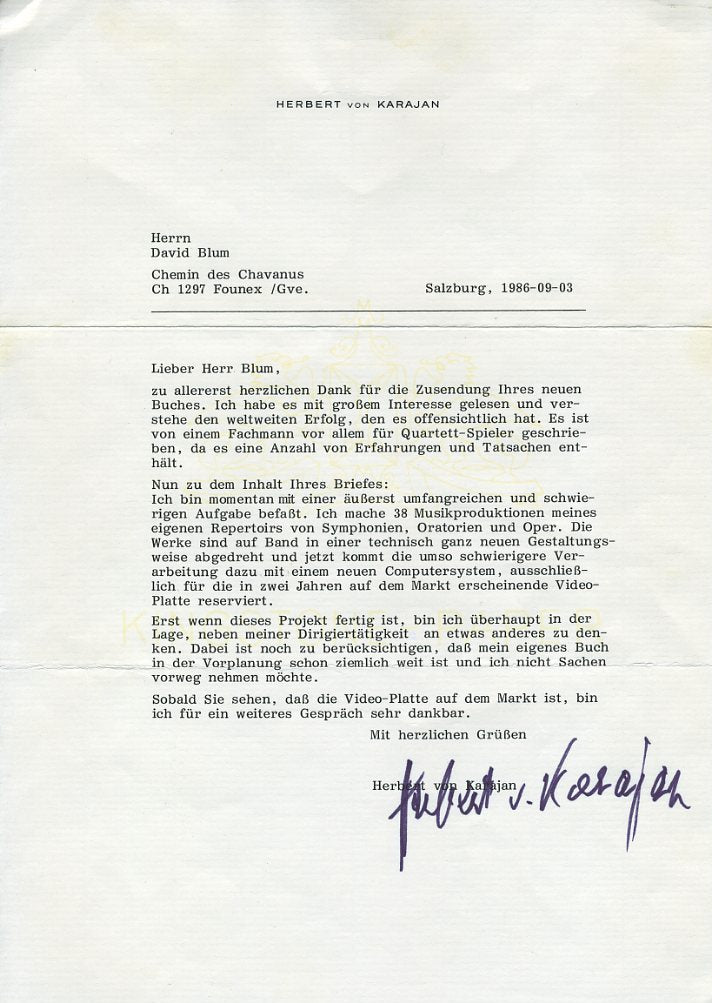 HERBERT VON KARAJAN
Herrn
David Blum
Chemin des Chavanus
Ch 1297 Founex /Gve.
Salzburg, 1986-09-03
Lieber Herr Blum,
zu allererst herzlichen Dank für die Zusendung Ihres neuen
Buches. Ich habe es mit großem Interesse gelesen und ver-
stehe den weltweiten Erfolg, den es offensichtlich hat. Es ist
von einem Fachmann vor allem für Quartett-Spieler geschrie-
ben, da es eine Anzahl von Erfahrungen und Tatsachen ent-
hält.
Nun zu dem Inhalt Ihres Briefes:
Ich bin momentan mit einer äußerst umfangreichen und schwie-
rigen Aufgabe befaßt. Ich mache 38 Musikproduktionen meines
eigenen Repertoirs von Symphonien, Oratorien und Oper. Die
Werke sind auf Band in einer technisch ganz neuen Gestaltungs-
weise abgedreht und jetzt kommt die umso schwierigere Ver-
arbeitung dazu mit einem neuen Computersystem, ausschließ-
lich für die in zwei Jahren auf dem Markt erscheinende Video-
Platte reserviert.
Erst wenn dieses Projekt fertig ist, bin ich überhaupt in der
Lage, neben meiner Dirigiertätigkeit an etwas anderes zu den-
ken. Dabei ist noch zu berücksichtigen, daß mein eigenes Buch
in der Vorplanung schon ziemlich weit ist und ich nicht Sachen
vorweg nehmen möchte.
Sobald Sie sehen, daß die Video-Platte auf dem Markt ist, bin
ich für ein weiteres Gespräch sehr dankbar.
Mit herzlichen Grüßen
Herbert von Karajan
Herbert v. Karajan